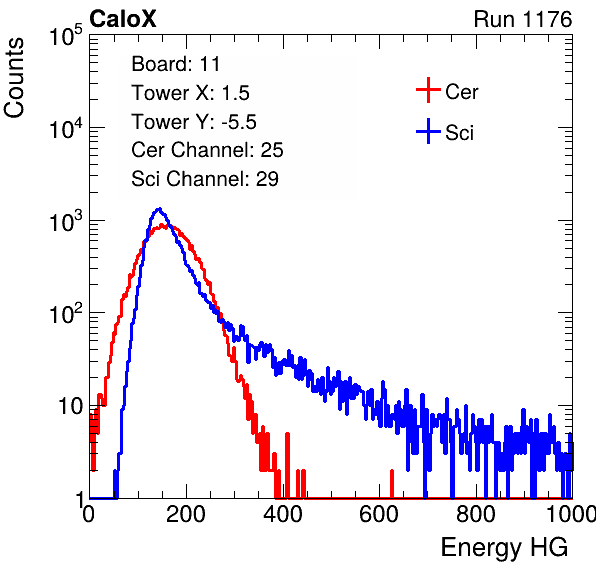 CaloX Run 1176
Counts
Board: 11
Tower X: 1.5
Tower Y: -5.5
Cer Channel: 25
Sci Channel: 29
Cer
Sci
10^5
10^4
10^3
10^2
10
1
0 200 400 600 800 1000
Energy HG